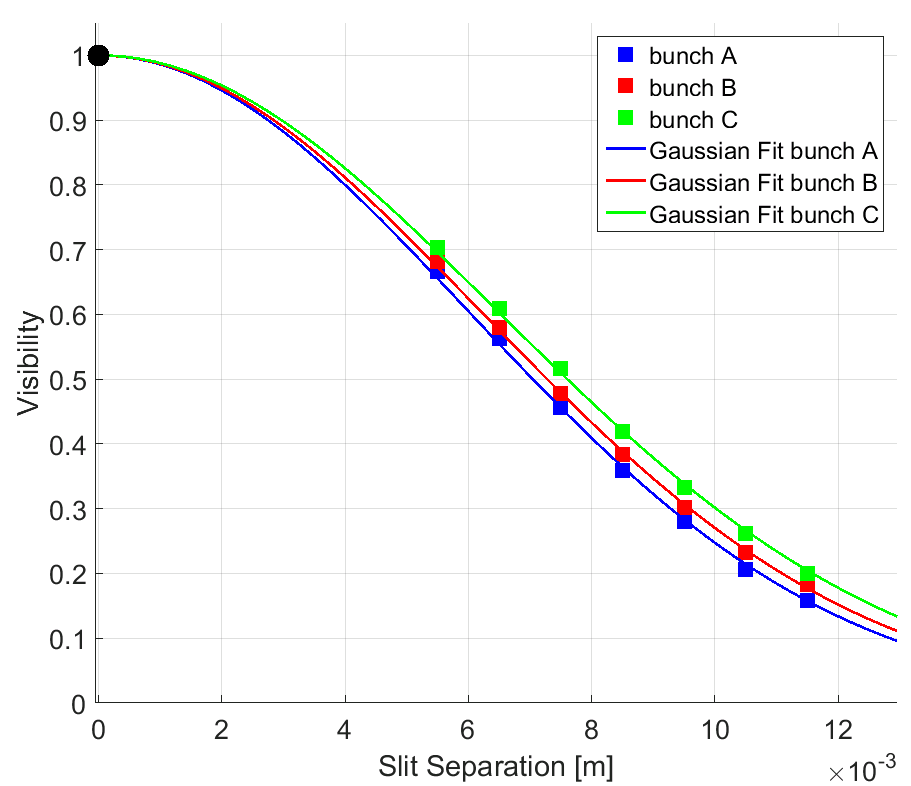 bunch A
bunch B
bunch C
Gaussian Fit bunch A
Gaussian Fit bunch B
Gaussian Fit bunch C
1
0.9
0.8
0.7
0.6
0.5
0.4
0.3
0.2
0.1
0
Visibility
0 2 4 6 8 10 12
Slit Separation [m]
×10⁻³